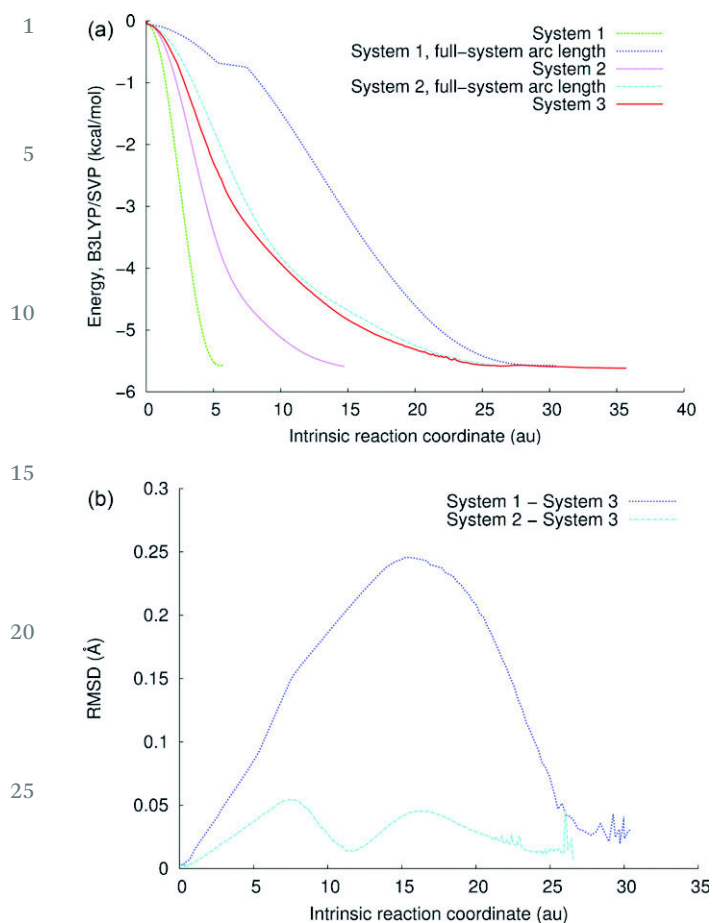 (a)
System 1
System 1, full-system arc length
System 2
System 2, full-system arc length
System 3
0
−1
−2
−3
−4
−5
−6
Energy, B3LYP/SVP (kcal/mol)
0 5 10 15 20 25 30 35 40
Intrinsic reaction coordinate (au)
(b)
System 1 − System 3
System 2 − System 3
0.3
0.25
0.2
0.15
0.1
0.05
0
RMSD (Å)
0 5 10 15 20 25 30 35
Intrinsic reaction coordinate (au)
1
5
10
15
20
25